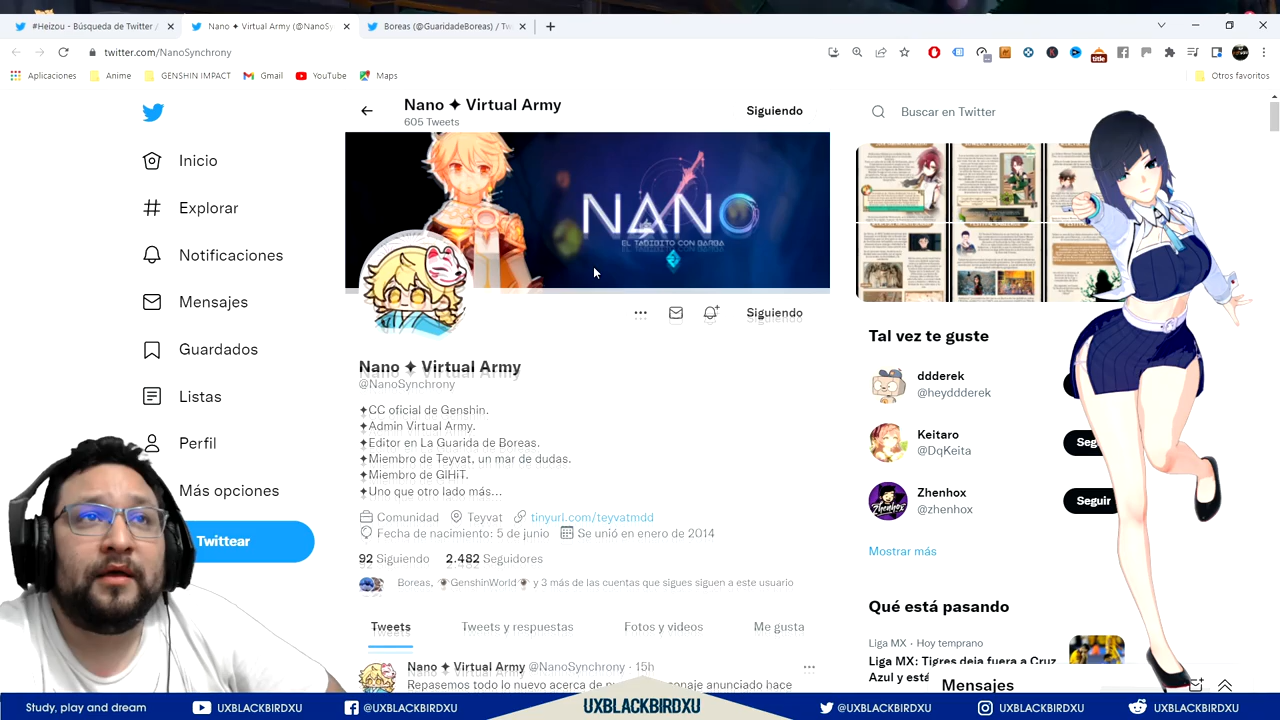 #Heizou - Búsqueda de Twitter /
Nano ✦ Virtual Army (@NanoSy
Boreas (@GuaridadeBoreas) / Tw
twitter.com/NanoSynchrony
Aplicaciones
Anime
GENSHIN IMPACT
Gmail
YouTube
Maps
Otros favoritos
title
Nano ✦ Virtual Army
605 Tweets
Siguiendo
Buscar en Twitter
Inicio
Explorar
Notificaciones
Mensajes
Guardados
Listas
Perfil
Más opciones
Twittear
NANO
EL TADIDITO CON BARBA
Siguiendo
Nano ✦ Virtual Army
@NanoSynchrony
✦CC oficial de Genshin.
✦Admin Virtual Army.
✦Editor en La Guarida de Boreas.
✦Miembro de Teyvat, un mar de dudas.
✦Miembro de GIHiT.
✦Uno que otro lado más...
Comunidad Teyvat tinyurl.com/teyvatmdd
Fecha de nacimiento: 5 de junio Se unió en enero de 2014
92 Siguiendo 2.482 Seguidores
Boreas, GenshinWorld y 3 más de las cuentas que sigues siguen a este usuario
Tweets
Tweets y respuestas
Fotos y videos
Me gusta
Nano ✦ Virtual Army @NanoSynchrony · 15h
Tal vez te guste
ddderek
@heyddderek
Keitaro
@DqKeita
Seg
Zhenhox
@zhenhox
Seguir
Mostrar más
Qué está pasando
Liga MX · Hoy temprano
Liga MX: Tigres deja fuera a Cruz
Azul y está
Mensajes
Study, play and dream
UXBLACKBIRDXU
@UXBLACKBIRDXU
UXBLACKBIRDXU
@UXBLACKBIRDXU
UXBLACKBIRDXU
UXBLACKBIRDXU